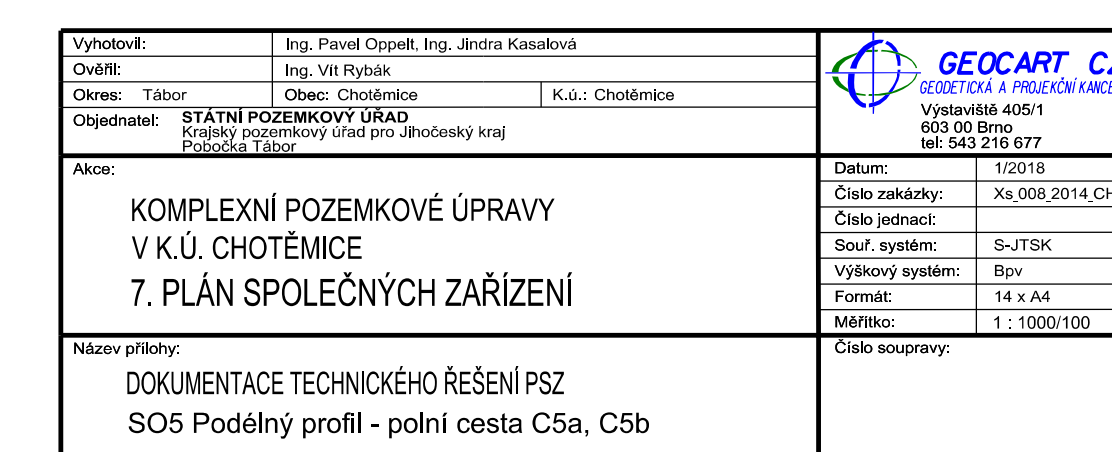 Vyhotovil: Ing. Pavel Oppelt, Ing. Jindra Kasalová
Ověřil: Ing. Vít Rybák
Okres: Tábor Obec: Chotěmice K.ú.: Chotěmice
Objednatel: STÁTNÍ POZEMKOVÝ ÚŘAD
Krajský pozemkový úřad pro Jihočeský kraj
Pobočka Tábor
GEOCART
GEODETICKÁ A PROJEKČNÍ
Výstaviště 405/1
603 00 Brno
tel: 543 216 677
Akce:
KOMPLEXNÍ POZEMKOVÉ ÚPRAVY
V K.Ú. CHOTĚMICE
7. PLÁN SPOLEČNÝCH ZAŘÍZENÍ
Datum: 1/2018
Číslo zakázky: Xs_008_2014_CH
Číslo jednací:
Souř. systém: S-JTSK
Výškový systém: Bpv
Formát: 14 x A4
Měřítko: 1 : 1000/100
Název přílohy:
DOKUMENTACE TECHNICKÉHO ŘEŠENÍ PSZ
SO5 Podélný profil - polní cesta C5a, C5b
Číslo soupravy: